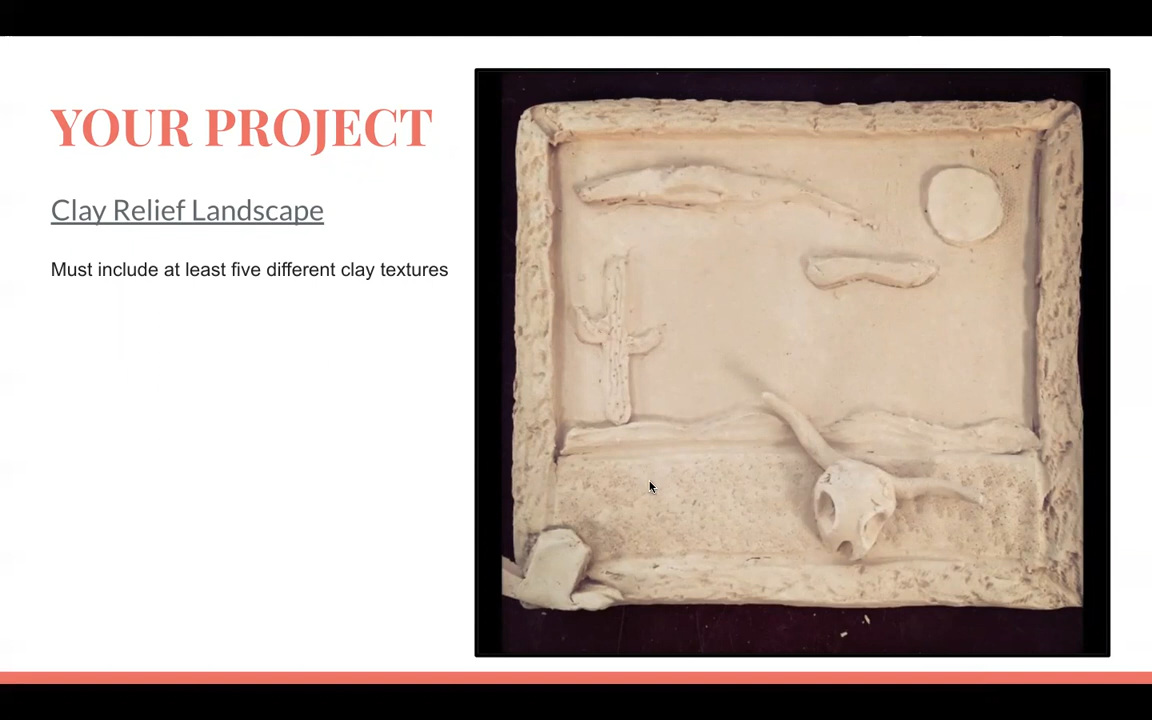 YOUR PROJECT
Clay Relief Landscape
Must include at least five different clay textures